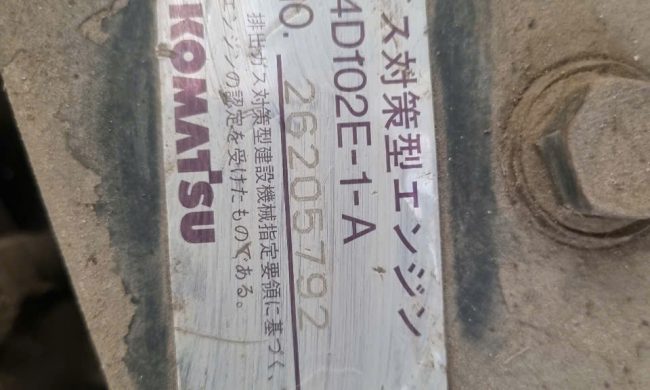 ス対策型エンジン
4D102E-1-A
0. 26205792
排出ガス対策型建設機械指定要領に基づく、
エンジンの認定を受けたものである。
KOMATSU